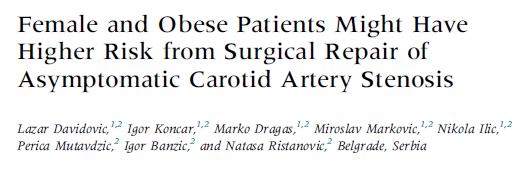 Female and Obese Patients Might Have
Higher Risk from Surgical Repair of
Asymptomatic Carotid Artery Stenosis
Lazar Davidovic,1,2 Igor Koncar,1,2 Marko Dragas,1,2 Miroslav Markovic,1,2 Nikola Ilic,1,2
Perica Mutavdzic,2 Igor Banzic,2 and Natasa Ristanovic,2 Belgrade, Serbia